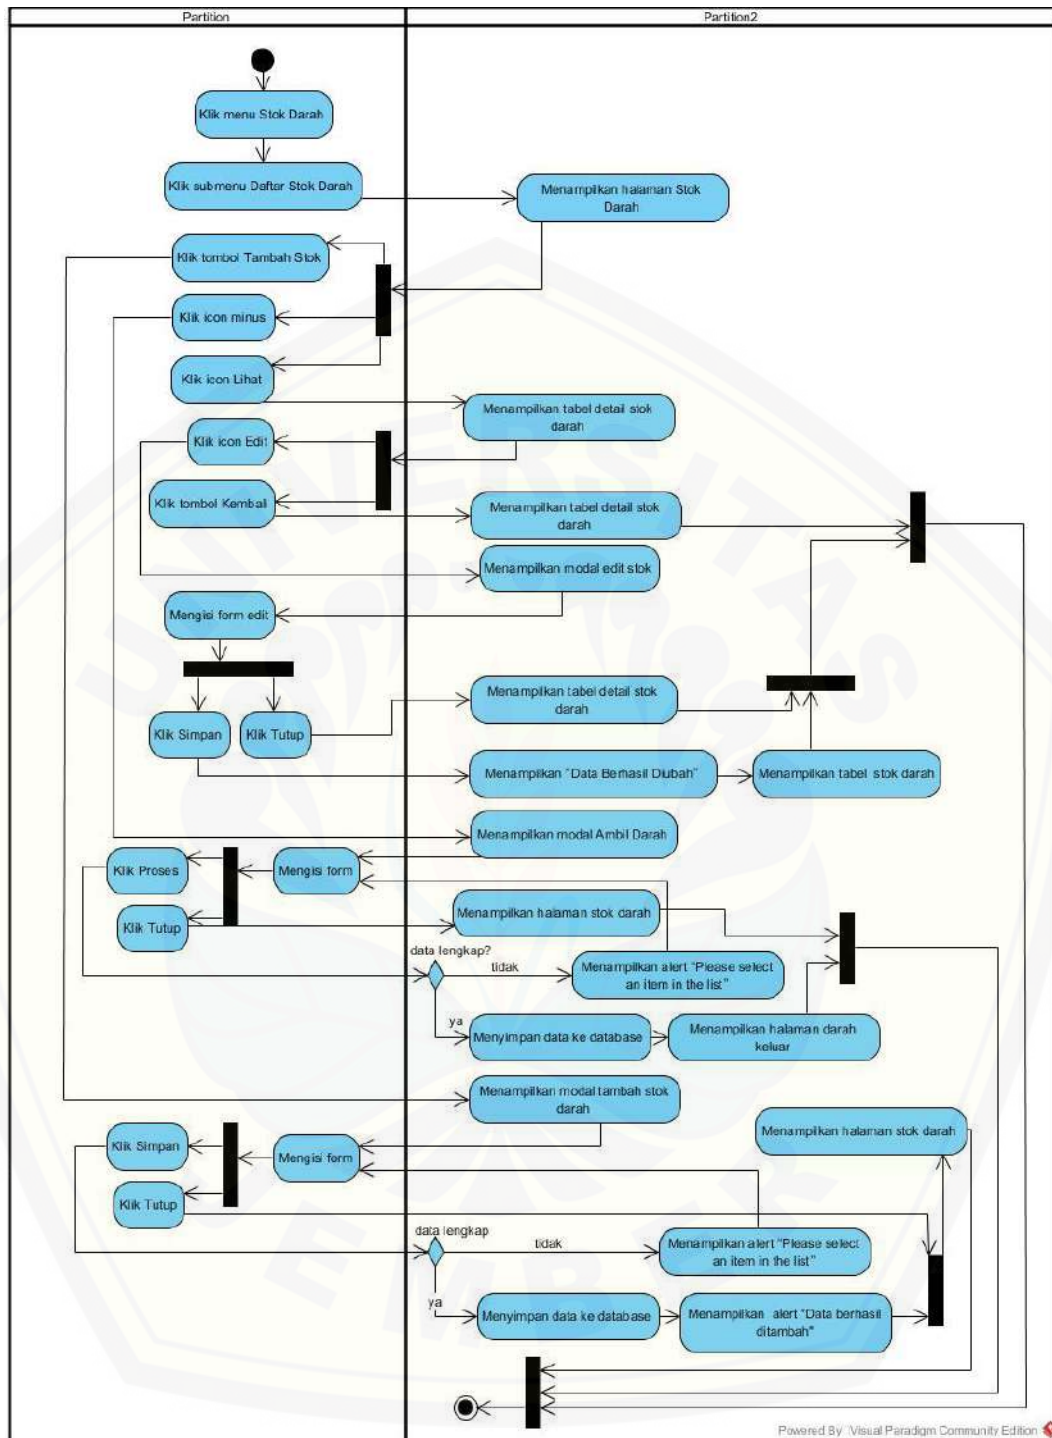 Partition
Partition2
Klik menu Stok Darah
Klik submenu Daftar Stok Darah
Menampilkan halaman Stok
Darah
Klik tombol Tambah Stok
Klik icon minus
Klik icon Lihat
Menampilkan tabel detail stok
darah
Klik icon Edit
Klik tombol Kembali
Menampilkan tabel detail stok
darah
Menampilkan modal edit stok
Mengisi form edit
Menampilkan tabel detail stok
darah
Klik Simpan
Klik Tutup
Menampilkan "Data Berhasil Diubah"
Menampilkan tabel stok darah
Menampilkan modal Ambil Darah
Klik Proses
Mengisi form
Menampilkan halaman stok darah
Klik Tutup
data lengkap?
tidak
Menampilkan alert "Please select
an item in the list"
ya
Menyimpan data ke database
Menampilkan halaman darah
keluar
Menampilkan modal tambah stok
darah
Menampilkan halaman stok darah
Klik Simpan
Mengisi form
Klik Tutup
data lengkap
tidak
Menampilkan alert "Please select
an item in the list"
ya
Menyimpan data ke database
Menampilkan alert "Data berhasil
ditambah"
Powered By Visual Paradigm Community Edition
UNIVERSITAS
JEMBER